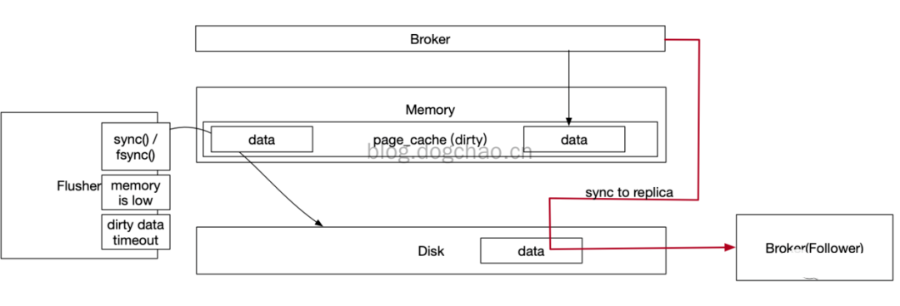 Broker
Memory
data
page_cache (dirty)
data
blog.dogchao.cn
sync() /
fsync()
Flusher
memory
is low
dirty data
timeout
sync to replica
Disk
data
Broker(Follower)